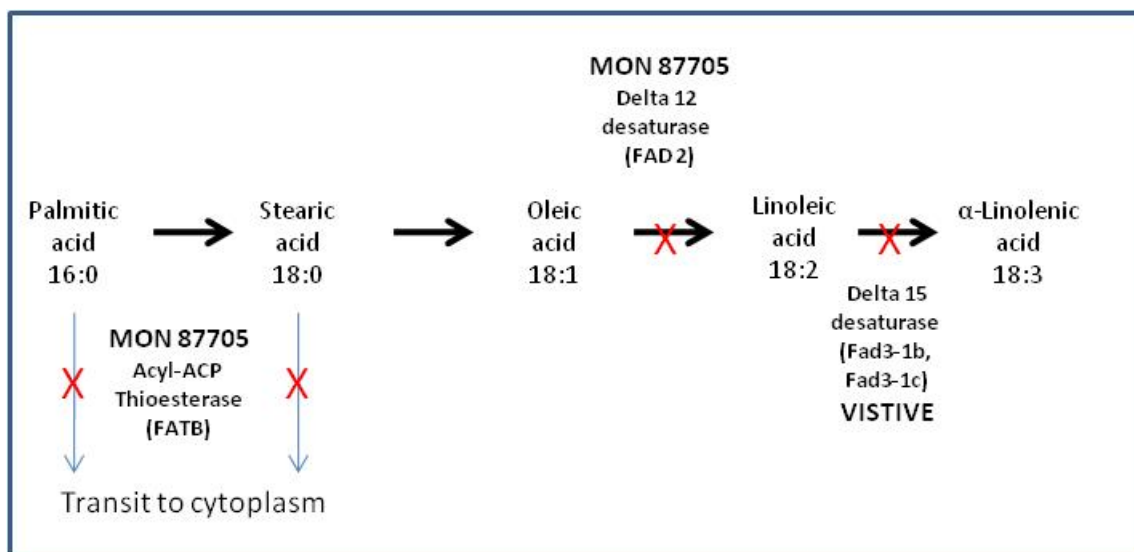 MON 87705
Delta 12
desaturase
(FAD 2)
Palmitic
acid
16:0
Stearic
acid
18:0
Oleic
acid
18:1
Linoleic
acid
18:2
α-Linolenic
acid
18:3
MON 87705
Acyl-ACP
Thioesterase
(FATB)
Delta 15
desaturase
(Fad3-1b,
Fad3-1c)
VISTIVE
Transit to cytoplasm